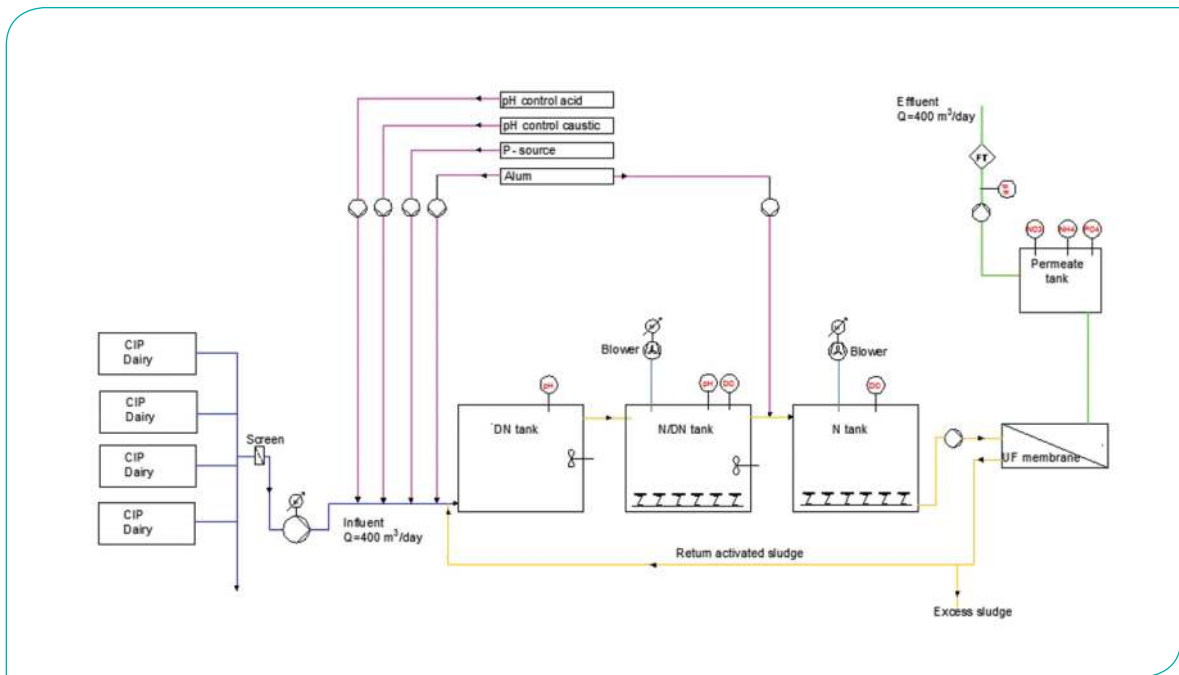 pH control acid
pH control caustic
P- source
Alum
Effluent
Q=400 m³/day
FT
NO3
NH4
PO4
Permeate
tank
CIP
Dairy
CIP
Dairy
CIP
Dairy
CIP
Dairy
Screen
M
Influent
Q=400 m³/day
Blower
Blower
pH
pH
DO
DO
DN tank
N/DN tank
N tank
UF membrane
Return activated sludge
Excess sludge